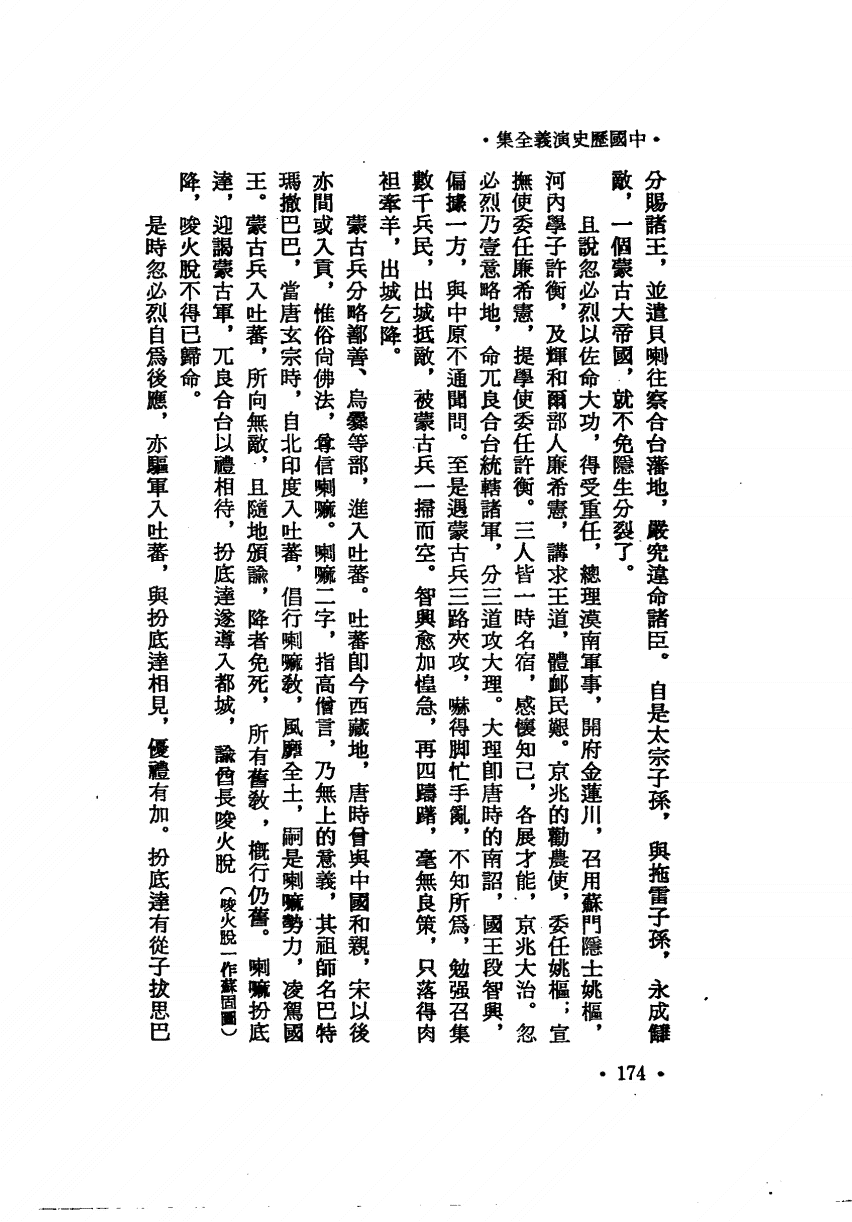 ·中國歷史演義全集·
分賜諸王，並遣貝喇往察合台藩地，嚴究違命諸臣。自是太宗子孫，與拖雷子孫，永成讎
敵，一個蒙古大帝國，就不免隱生分裂了。
且說忽必烈以佐命大功，得受重任，總理漠南軍事，開府金蓮川，召用蘇門隱士姚樞，
河內學子許衡，及輝和爾部人廉希憲，講求王道，體卹民艱。京兆的勸農使，委任姚樞；宣
撫使委任廉希憲，提學使委任許衡。三人皆一時名宿，感懷知己，各展才能，京兆大治。忽
必烈乃壹意略地，命兀良合台統轄諸軍，分三道攻大理。大理卽唐時的南詔，國王段智興，
偏據一方，與中原不通聞問。至是遇蒙古兵三路夾攻，嚇得脚忙手亂，不知所爲，勉强召集
數千兵民，出城抵敵，被蒙古兵一掃而空。智興愈加惶急，再四躊躇，毫無良策，只落得肉
袒牽羊，出城乞降。
蒙古兵分略鄯善、烏爨等部，進入吐蕃。吐蕃卽今西藏地，唐時曾與中國和親，宋以後
亦間或入貢，惟俗尙佛法，尊信喇嘛。喇嘛二字，指高僧言，乃無上的意義，其祖師名巴特
瑪撒巴巴，當唐玄宗時，自北印度入吐蕃，倡行喇嘛敎，風靡全土，嗣是喇嘛勢力，凌駕國
王。蒙古兵入吐蕃，所向無敵，且隨地頒諭，降者免死，所有舊敎，概行仍舊。喇嘛扮底
達，迎謁蒙古軍，兀良合台以禮相待，扮底達遂導入都城，諭酋長唆火脫（唆火脫一作蘇固圖）
降，唆火脫不得已歸命。
是時忽必烈自爲後應，亦驅軍入吐蕃，與扮底達相見，優禮有加。扮底達有從子拔思巴
·174·